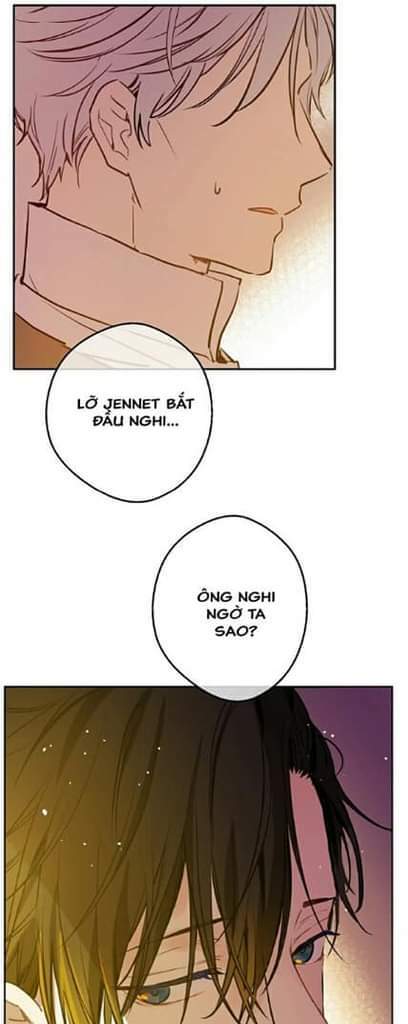 LỠ JENNET BẮT
ĐẦU NGHI...
ÔNG NGHI
NGỜ TA
SAO?